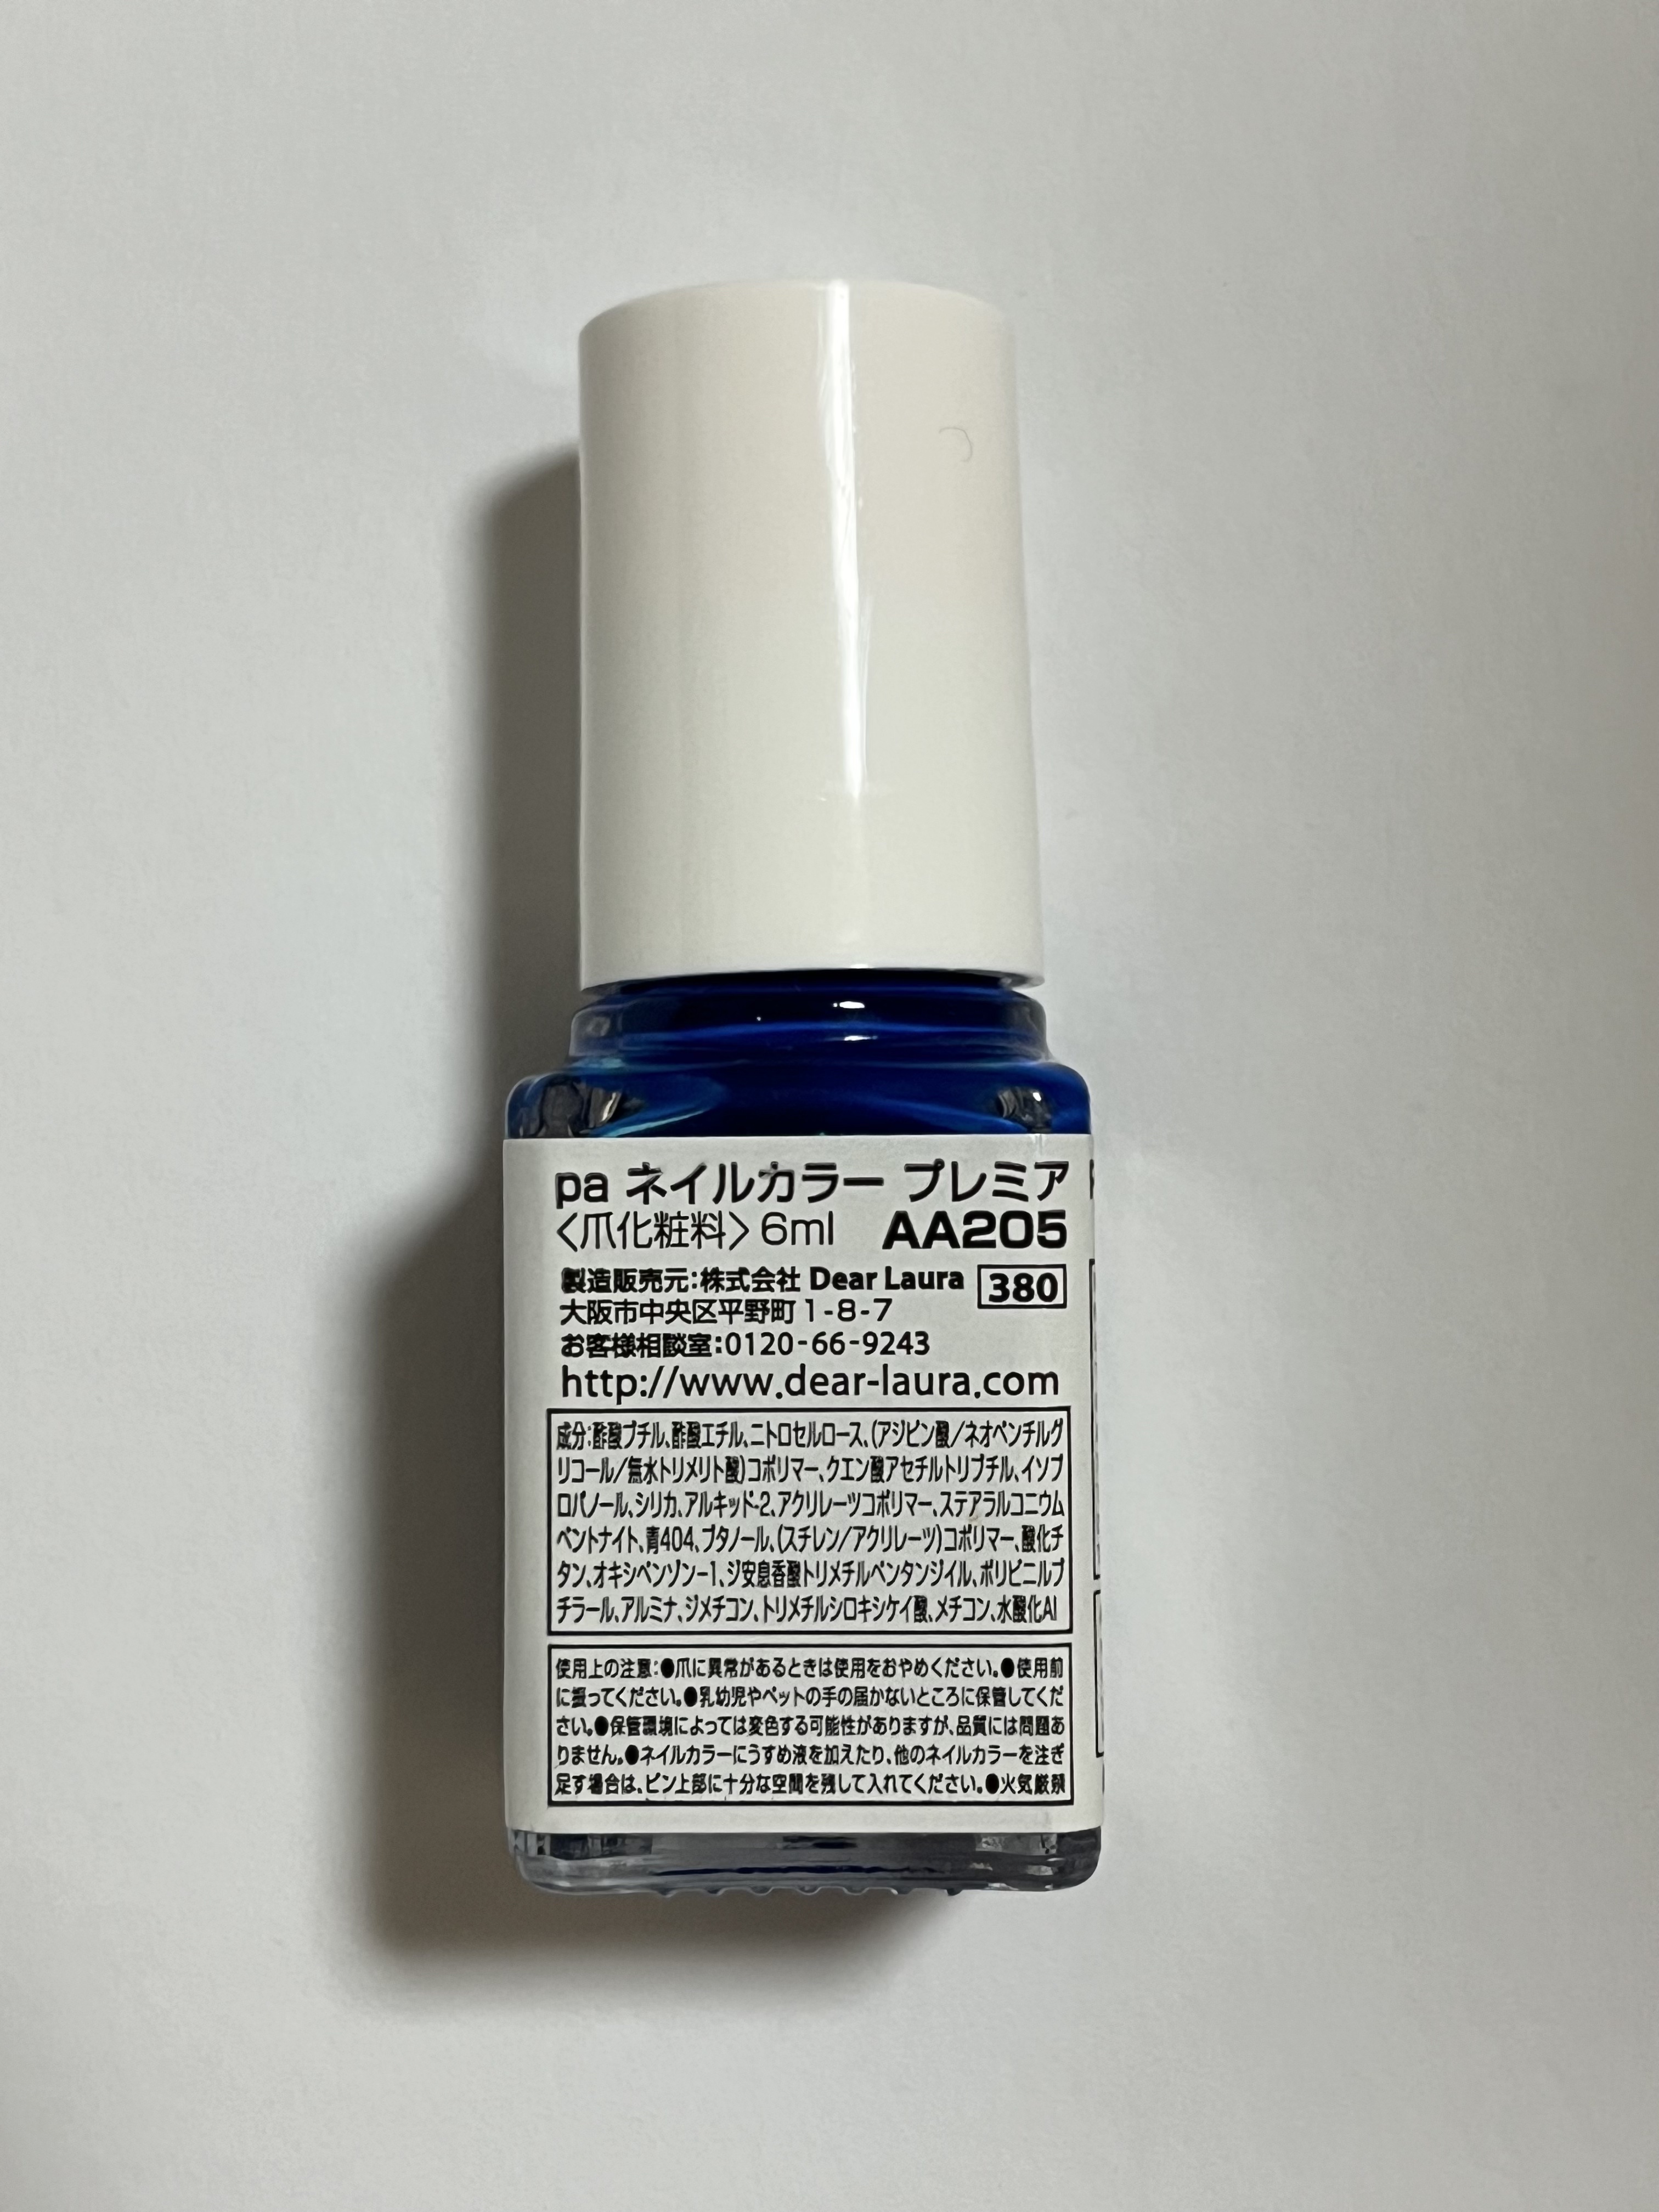 pa ネイルカラー プレミア
〈爪化粧料〉6ml AA205
製造販売元:株式会社 Dear Laura 380
大阪市中央区平野町1-8-7
お客様相談室:0120-66-9243
http://www.dear-laura.com
成分:酢酸ブチル、酢酸エチル、ニトロセルロース、(アジピン酸/ネオペンチルグ
リコール/無水トリメリト酸)コポリマー、クエン酸アセチルトリブチル、イソプ
ロパノール、シリカ、アルキッド-2、アクリレーツコポリマー、ステアラルコニウム
ベントナイト、青404、ブタノール、(スチレン/アクリレーツ)コポリマー、酸化チ
タン、オキシベンゾン-1、ジ安息香酸トリメチルペンタンジイル、ポリビニルブ
チラール、アルミナ、ジメチコン、トリメチルシロキシケイ酸、メチコン、水酸化Al
使用上の注意:●爪に異常があるときは使用をおやめください。●使用前
に振ってください。●乳幼児やペットの手の届かないところに保管してくだ
さい。●保管環境によっては変色する可能性がありますが、品質には問題あ
りません。●ネイルカラーにうすめ液を加えたり、他のネイルカラーを注ぎ
足す場合は、ビン上部に十分な空間を残して入れてください。●火気厳禁